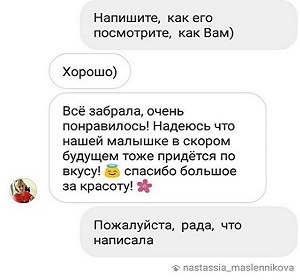 Напишите, как его
посмотрите, как Вам)
Хорошо)
Всё забрала, очень
понравилось! Надеюсь что
нашей малышке в скором
будущем тоже придётся по
вкусу! 😇 спасибо большое
за красоту! 🌸
Пожалуйста, рада, что
написала
nastassia_maslennikova